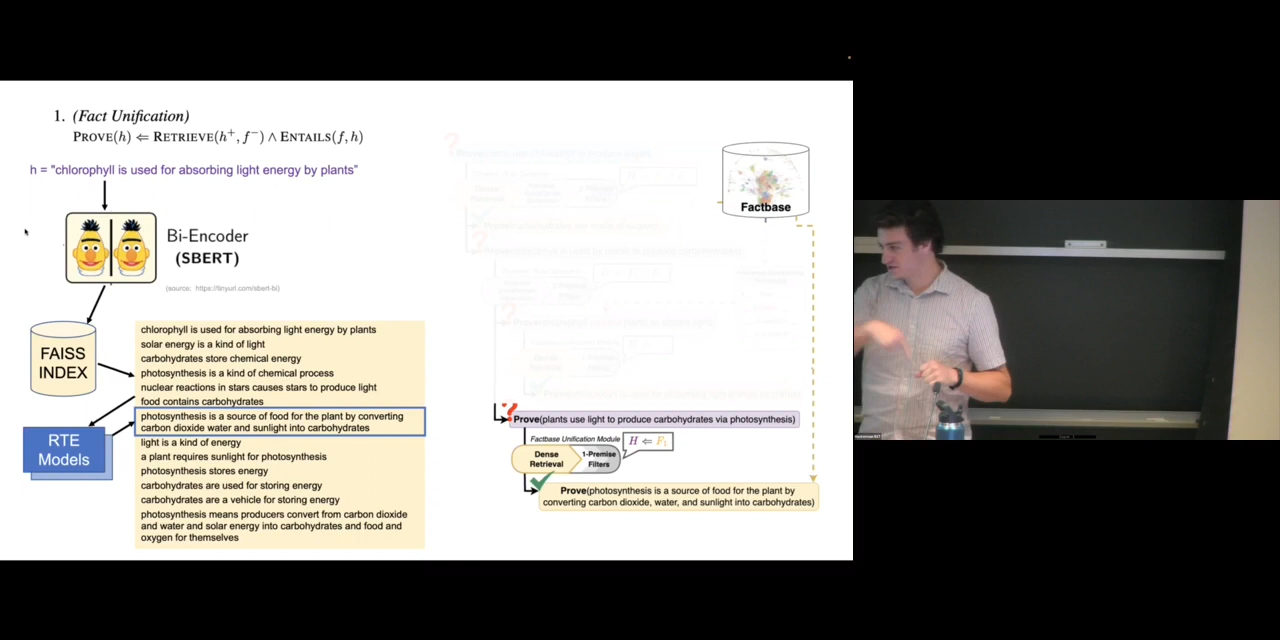 1. (Fact Unification)
PROVE(h) ⇐ RETRIEVE(h⁺, f⁻) ∧ ENTAILS(f, h)
h = "chlorophyll is used for absorbing light energy by plants"
Bi-Encoder
(SBERT)
(source: https://tinyurl.com/sbert-bi)
FAISS
INDEX
chlorophyll is used for absorbing light energy by plants
solar energy is a kind of light
carbohydrates store chemical energy
photosynthesis is a kind of chemical process
nuclear reactions in stars causes stars to produce light
food contains carbohydrates
photosynthesis is a source of food for the plant by converting
carbon dioxide water and sunlight into carbohydrates
light is a kind of energy
a plant requires sunlight for photosynthesis
photosynthesis stores energy
carbohydrates are used for storing energy
carbohydrates are a vehicle for storing energy
photosynthesis means producers convert from carbon dioxide
and water and solar energy into carbohydrates and food and
oxygen for themselves
RTE
Models
Factbase
?
Prove(plants use light to produce carbohydrates via photosynthesis)
Factbase Unification Module
H ⇐ F₁
Dense
Retrieval
1-Premise
Filters
Prove(photosynthesis is a source of food for the plant by
converting carbon dioxide, water, and sunlight into carbohydrates)